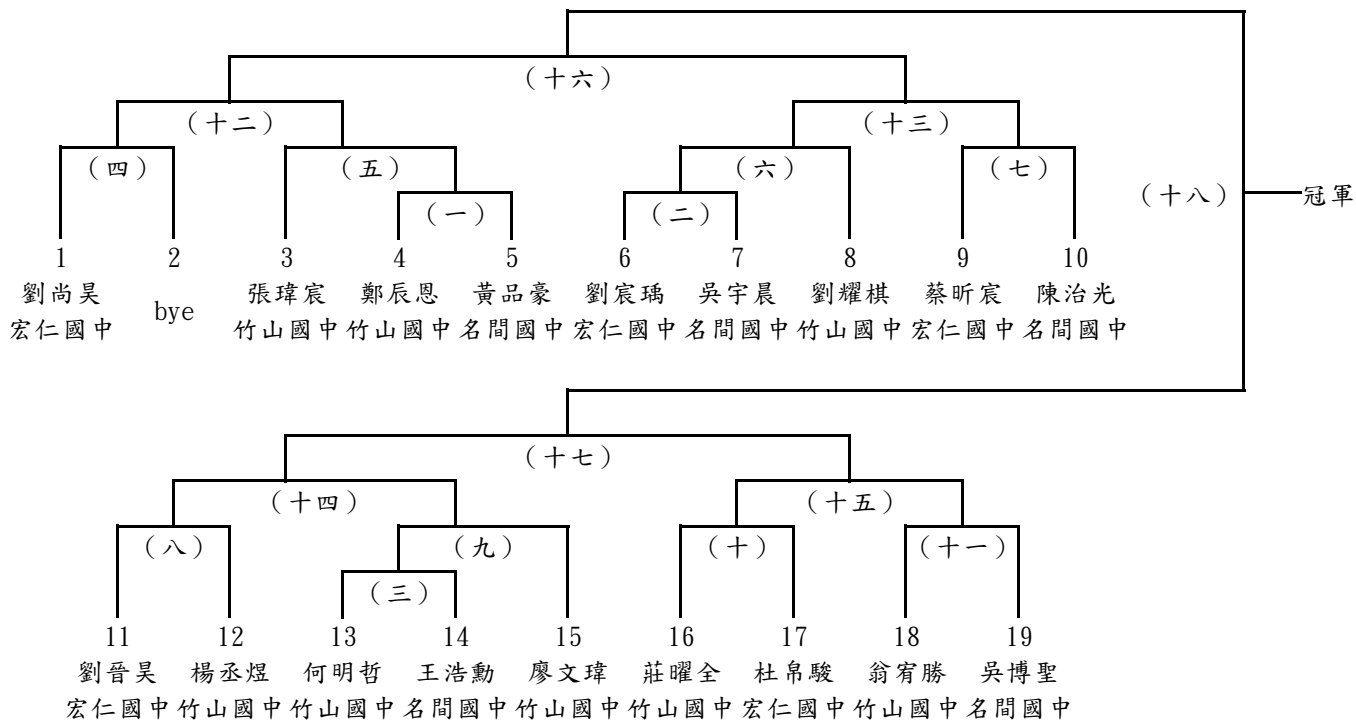 （十六）
（十二） （十三）
（四） （五） （六） （七） （十八） 冠軍
（一） （二）
1 2 3 4 5 6 7 8 9 10
劉尚昊 bye 張瑋宸 鄭辰恩 黃品豪 劉宸瑀 吳宇晨 劉耀棋 蔡昕宸 陳治光
宏仁國中 竹山國中 竹山國中 名間國中 宏仁國中 名間國中 竹山國中 宏仁國中 名間國中
（十七）
（十四） （十五）
（八） （九） （十） （十一）
（三）
11 12 13 14 15 16 17 18 19
劉晉昊 楊丞煜 何明哲 王浩勳 廖文瑋 莊曜全 杜帛駿 翁宥勝 吳博聖
宏仁國中 竹山國中 竹山國中 名間國中 竹山國中 竹山國中 宏仁國中 竹山國中 名間國中